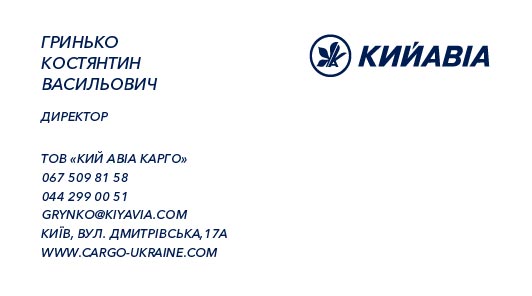 ГРИНЬКО
КОСТЯНТИН
ВАСИЛЬОВИЧ
КИЙАВІА
ДИРЕКТОР
ТОВ «КИЙ АВІА КАРГО»
067 509 81 58
044 299 00 51
GRYNKO@KIYAVIA.COM
КИЇВ, ВУЛ. ДМИТРІВСЬКА,17А
WWW.CARGO-UKRAINE.COM